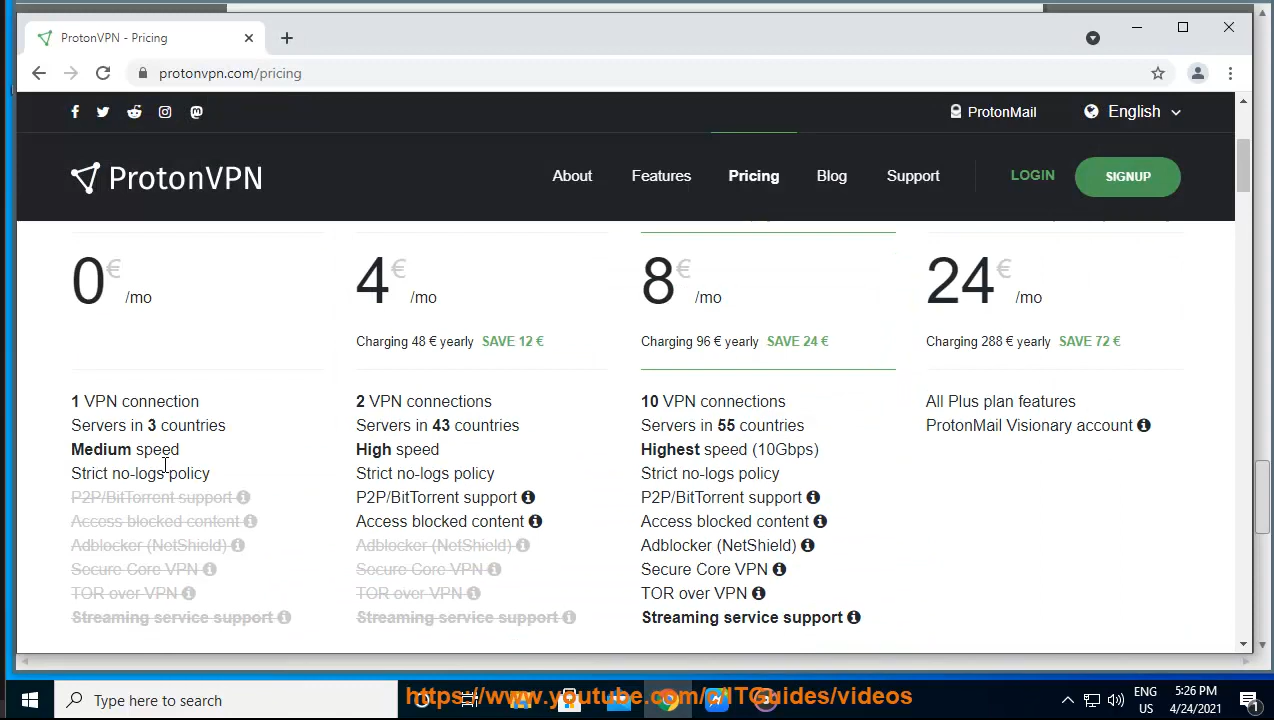 ProtonVPN - Pricing
protonvpn.com/pricing
ProtonMail
English
ProtonVPN
About
Features
Pricing
Blog
Support
LOGIN
SIGNUP
0 € /mo
4 € /mo
8 € /mo
24 € /mo
Charging 48 € yearly SAVE 12 €
Charging 96 € yearly SAVE 24 €
Charging 288 € yearly SAVE 72 €
1 VPN connection
Servers in 3 countries
Medium speed
Strict no-logs policy
P2P/BitTorrent support
Access blocked content
Adblocker (NetShield)
Secure Core VPN
TOR over VPN
Streaming service support
2 VPN connections
Servers in 43 countries
High speed
Strict no-logs policy
P2P/BitTorrent support
Access blocked content
Adblocker (NetShield)
Secure Core VPN
TOR over VPN
Streaming service support
10 VPN connections
Servers in 55 countries
Highest speed (10Gbps)
Strict no-logs policy
P2P/BitTorrent support
Access blocked content
Adblocker (NetShield)
Secure Core VPN
TOR over VPN
Streaming service support
All Plus plan features
ProtonMail Visionary account
Type here to search
ENG
US
5:26 PM
4/24/2021
1